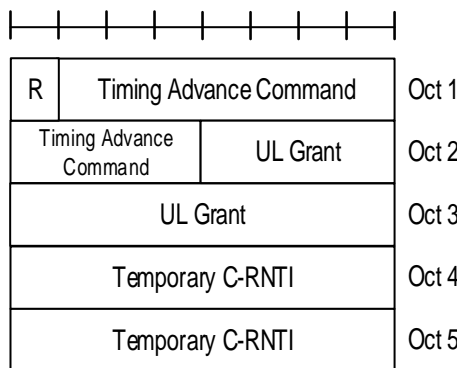 R Timing Advance Command Oct 1
Timing Advance
Command
UL Grant Oct 2
UL Grant Oct 3
Temporary C-RNTI Oct 4
Temporary C-RNTI Oct 5